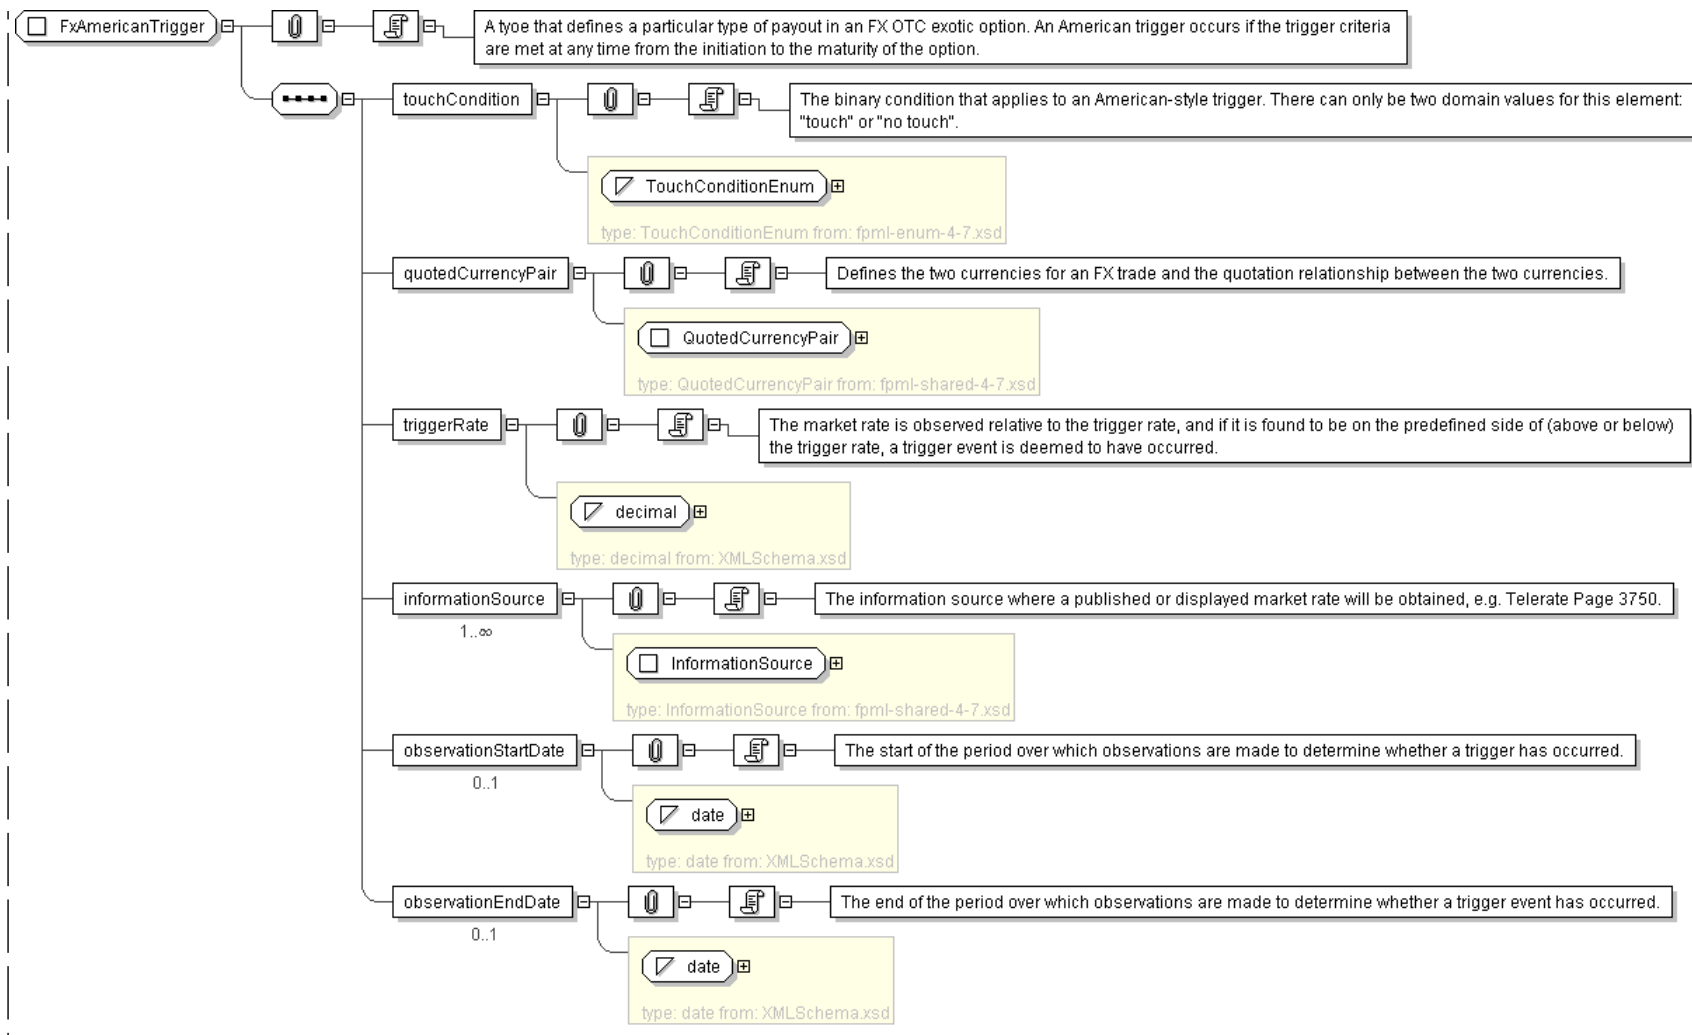 FxAmericanTrigger
A tyoe that defines a particular type of payout in an FX OTC exotic option. An American trigger occurs if the trigger criteria
are met at any time from the initiation to the maturity of the option.
touchCondition
The binary condition that applies to an American-style trigger. There can only be two domain values for this element:
"touch" or "no touch".
TouchConditionEnum
type: TouchConditionEnum from: fpml-enum-4-7.xsd
quotedCurrencyPair
Defines the two currencies for an FX trade and the quotation relationship between the two currencies.
QuotedCurrencyPair
type: QuotedCurrencyPair from: fpml-shared-4-7.xsd
triggerRate
The market rate is observed relative to the trigger rate, and if it is found to be on the predefined side of (above or below)
the trigger rate, a trigger event is deemed to have occurred.
decimal
type: decimal from: XMLSchema.xsd
informationSource
The information source where a published or displayed market rate will be obtained, e.g. Telerate Page 3750.
1..∞
InformationSource
type: InformationSource from: fpml-shared-4-7.xsd
observationStartDate
The start of the period over which observations are made to determine whether a trigger has occurred.
0..1
date
type: date from: XMLSchema.xsd
observationEndDate
The end of the period over which observations are made to determine whether a trigger event has occurred.
0..1
date
type: date from: XMLSchema.xsd